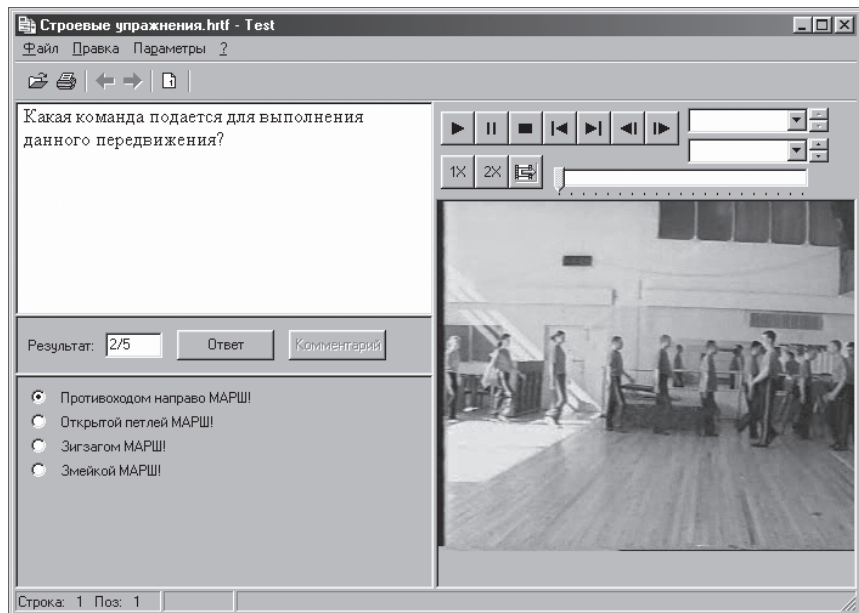 Строевые упражнения.hrtf - Test
Файл Правка Параметры ?
Какая команда подается для выполнения
данного передвижения?
1X 2X
Результат: 2/5 Ответ Комментарий
Противоходом направо МАРШ!
Открытой петлей МАРШ!
Зигзагом МАРШ!
Змейкой МАРШ!
Строка: 1 Поз: 1